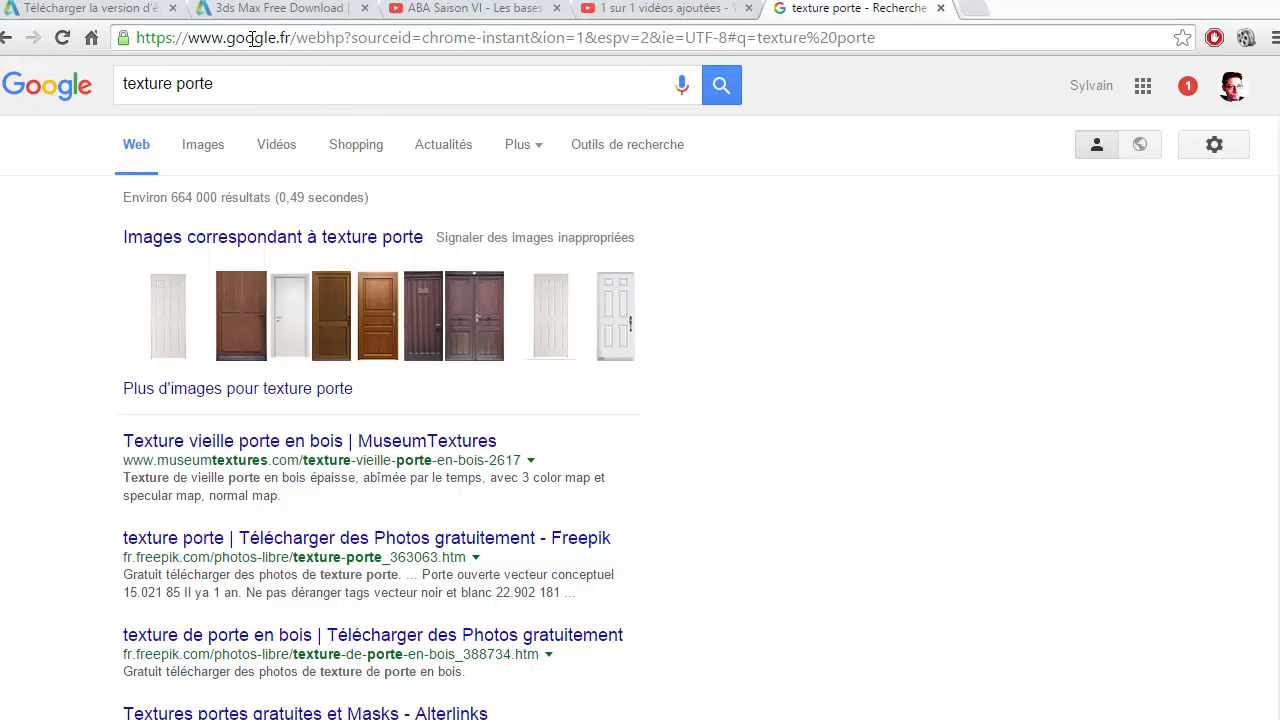 Télécharger la version d'é
3ds Max Free Download |
ABA Saison VI - Les bases
1 sur 1 vidéos ajoutées -
texture porte - Recherche
https://www.google.fr/webhp?sourceid=chrome-instant&ion=1&espv=2&ie=UTF-8#q=texture%20porte
Google
texture porte
Sylvain
1
Web
Images
Vidéos
Shopping
Actualités
Plus
Outils de recherche
Environ 664 000 résultats (0,49 secondes)
Images correspondant à texture porte
Signaler des images inappropriées
Plus d'images pour texture porte
Texture vieille porte en bois | MuseumTextures
www.museumtextures.com/texture-vieille-porte-en-bois-2617
Texture de vieille porte en bois épaisse, abîmée par le temps, avec 3 color map et
specular map, normal map.
texture porte | Télécharger des Photos gratuitement - Freepik
fr.freepik.com/photos-libre/texture-porte_363063.htm
Gratuit télécharger des photos de texture porte. ... Porte ouverte vecteur conceptuel
15.021 85 Il ya 1 an. Ne pas déranger tags vecteur noir et blanc 22.902 181 ...
texture de porte en bois | Télécharger des Photos gratuitement
fr.freepik.com/photos-libre/texture-de-porte-en-bois_388734.htm
Gratuit télécharger des photos de texture de porte en bois.
Textures portes gratuites et Masks - Alterlinks